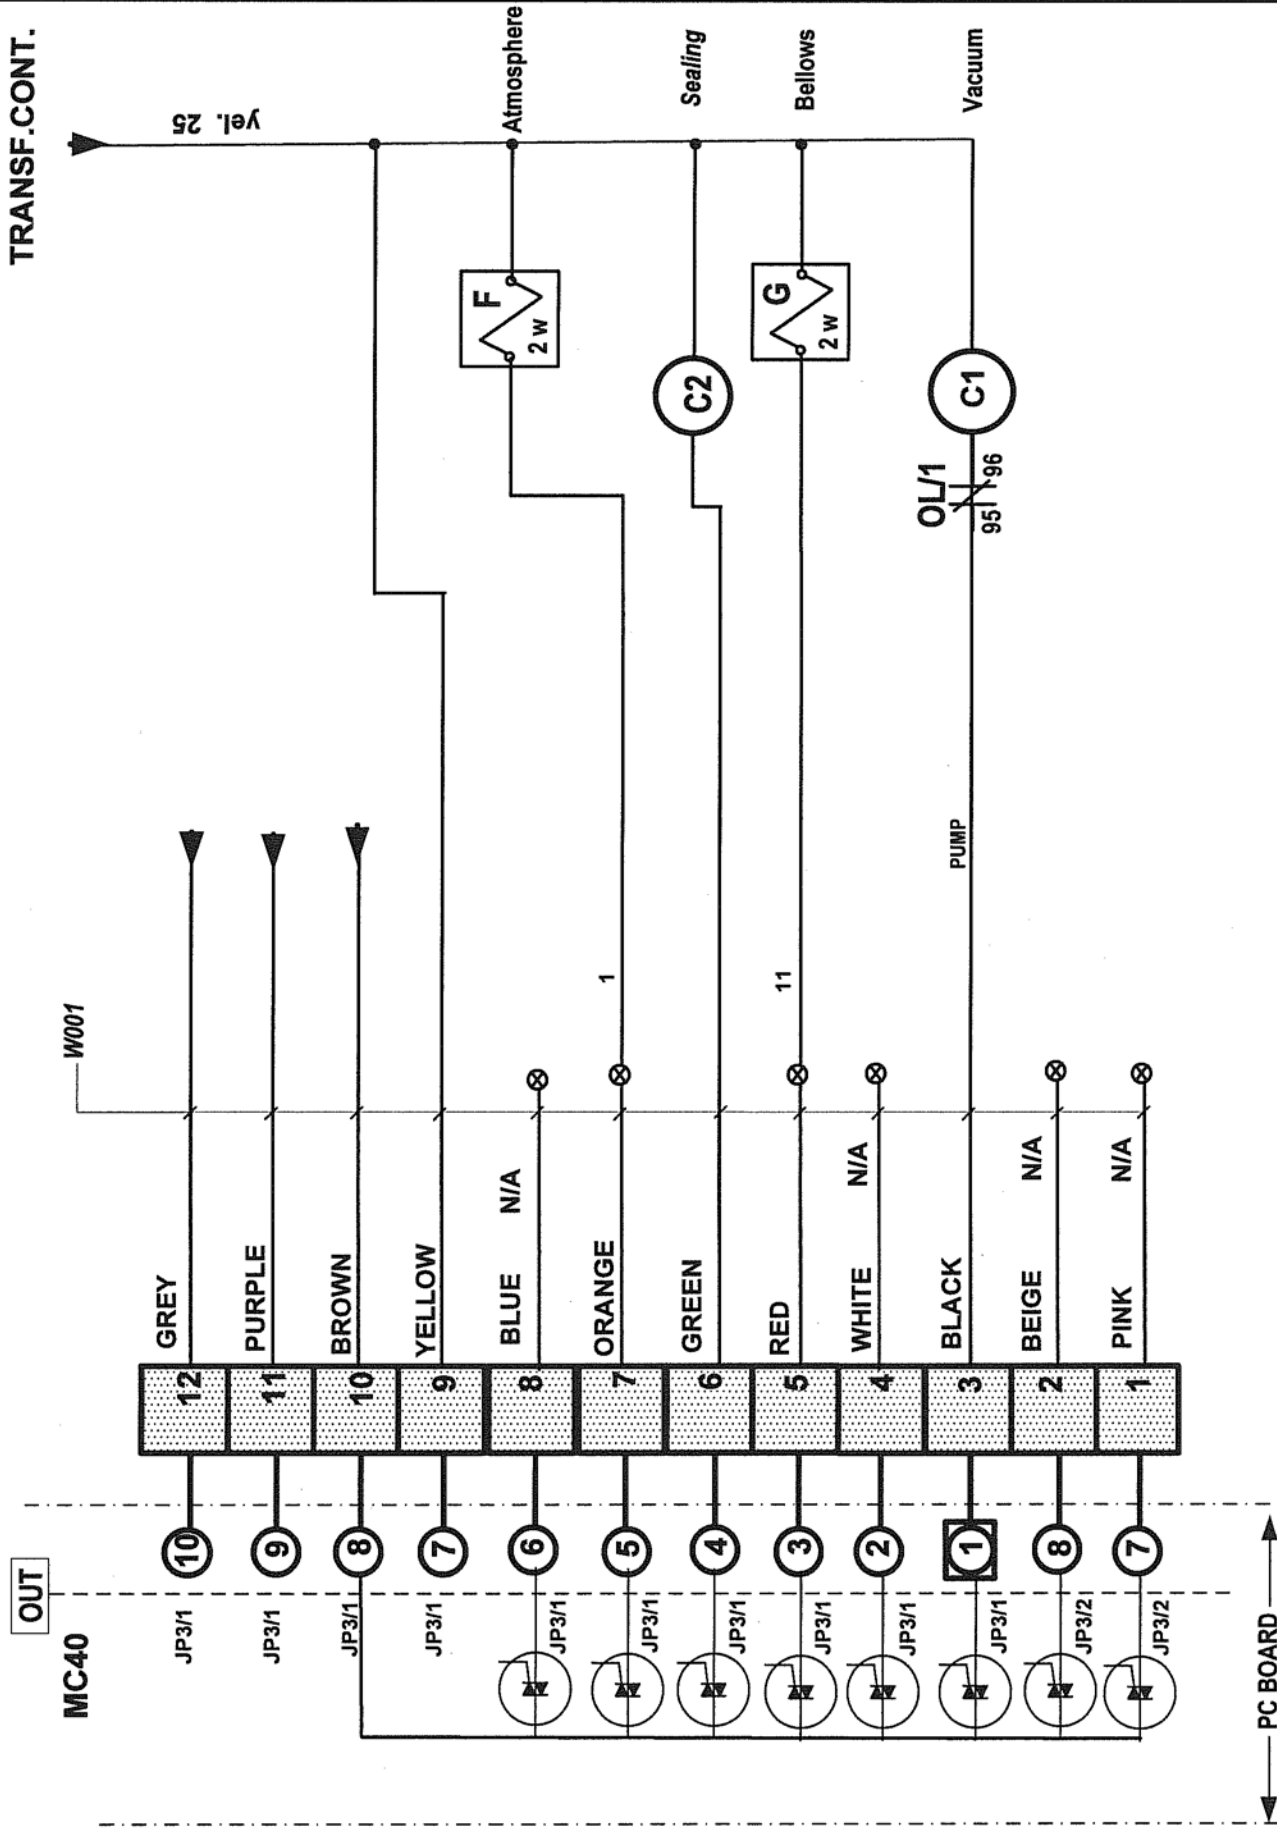 TRANSF.CONT.
yel. 25
Atmosphere
Sealing
Bellows
Vacuum
F
2 w
C2
G
2 w
C1
OL/1
95
96
PUMP
1
11
W001
GREY
PURPLE
BROWN
YELLOW
BLUE N/A
ORANGE
GREEN
RED
WHITE N/A
BLACK
BEIGE N/A
PINK N/A
12
11
10
9
8
7
6
5
4
3
2
1
10
9
8
7
6
5
4
3
2
1
8
7
OUT
JP3/1
JP3/1
JP3/1
JP3/1
JP3/1
JP3/1
JP3/1
JP3/1
JP3/1
JP3/1
JP3/2
JP3/2
MC40
PC BOARD